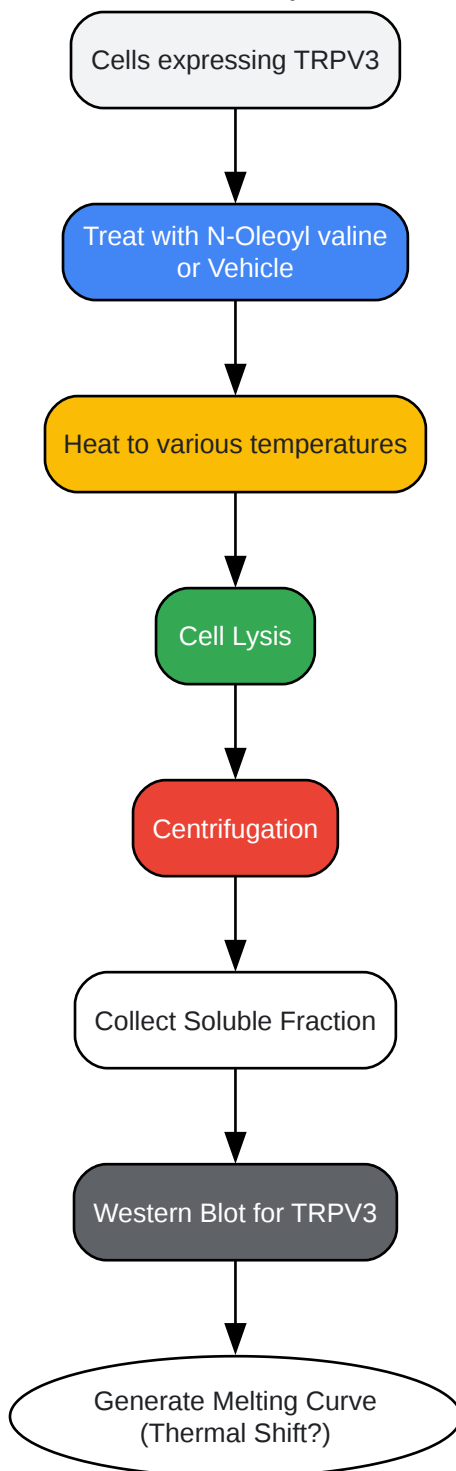 Cells expressing TRPV3
Treat with N-Oleoyl valine
or Vehicle
Heat to various temperatures
Cell Lysis
Centrifugation
Collect Soluble Fraction
Western Blot for TRPV3
Generate Melting Curve
(Thermal Shift?)